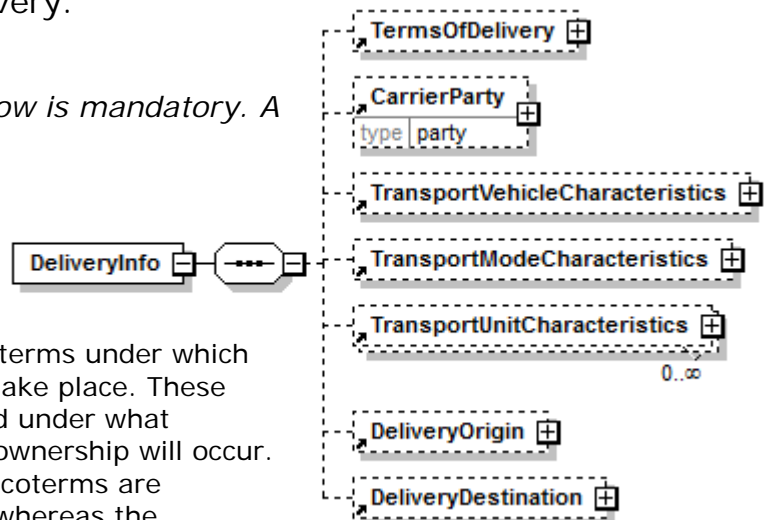 very.
ow is mandatory. A
terms under which
ake place. These
d under what
ownership will occur.
coterms are
whereas the
DeliveryInfo
TermsOfDelivery
CarrierParty
type party
TransportVehicleCharacteristics
TransportModeCharacteristics
TransportUnitCharacteristics
0..∞
DeliveryOrigin
DeliveryDestination